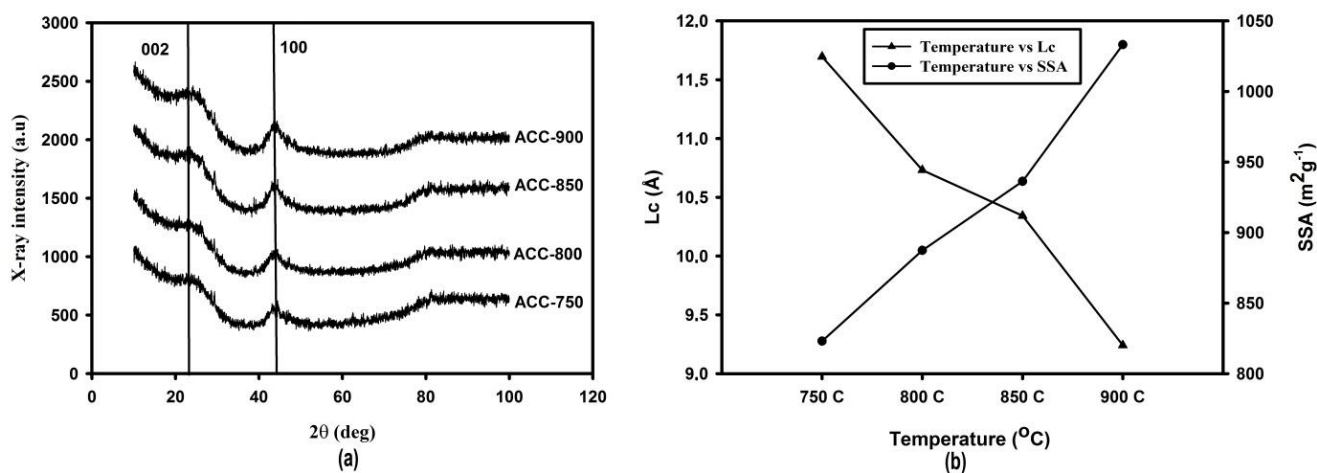 3000
2500
2000
1500
1000
500
0
X-ray intensity (a.u)
002
100
ACC-900
ACC-850
ACC-800
ACC-750
0 20 40 60 80 100 120
2θ (deg)
(a)
12.0
11.5
11.0
10.5
10.0
9.5
9.0
Lc (Å)
Temperature vs Lc
Temperature vs SSA
1050
1000
950
900
850
800
SSA (m²g⁻¹)
750 C 800 C 850 C 900 C
Temperature (ᴼC)
(b)